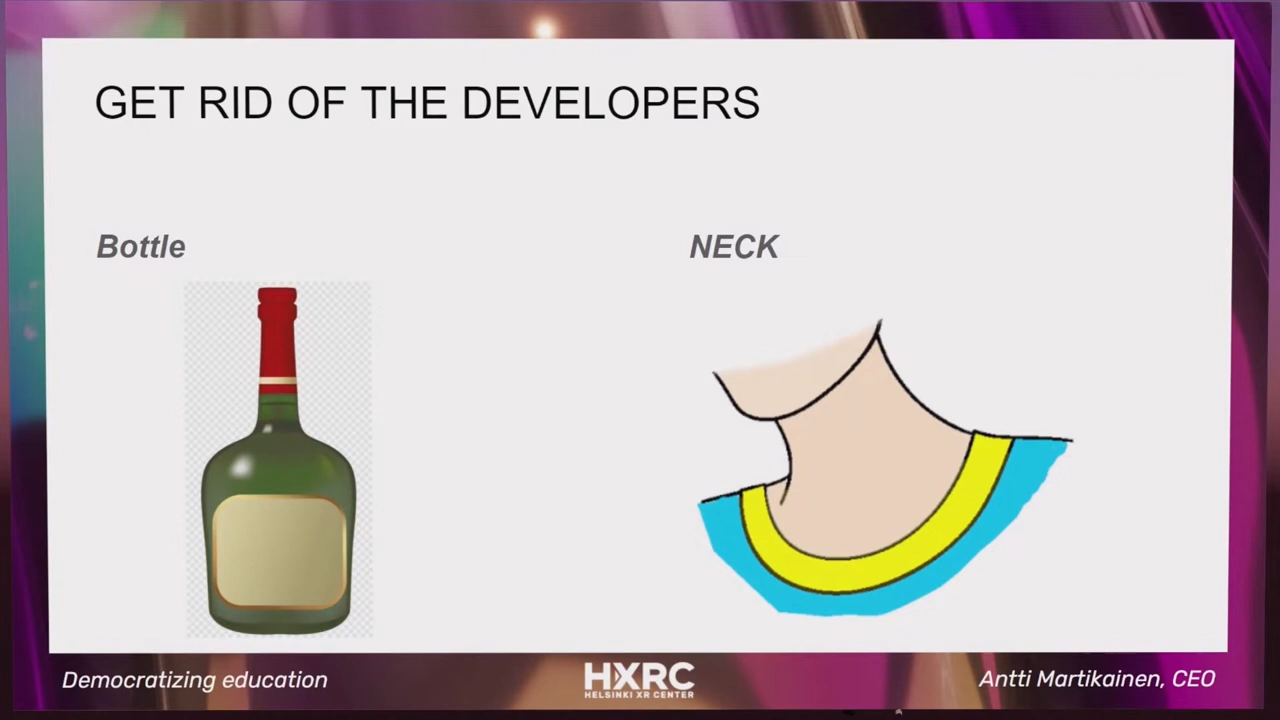 GET RID OF THE DEVELOPERS
Bottle
NECK
Democratizing education
HXRC
HELSINKI XR CENTER
Antti Martikainen, CEO